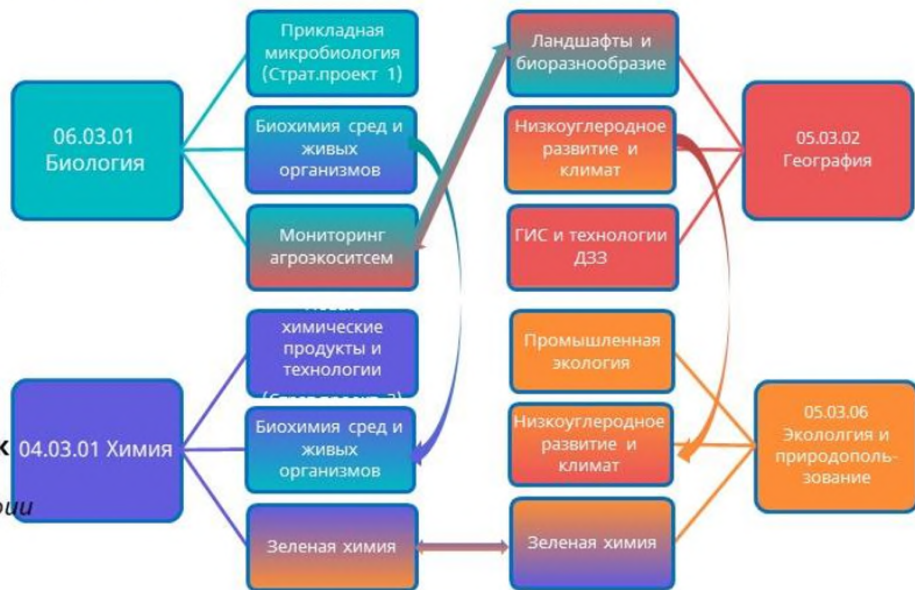 06.03.01
Биология
Прикладная
микробиология
(Страт.проект 1)
Биохимия сред и
живых
организмов
Мониторинг
агроэкоситсем
Ландшафты и
биоразнообразие
Низкоуглеродное
развитие и
климат
ГИС и технологии
ДЗЗ
05.03.02
География
04.03.01 Химия
химические
продукты и
технологии
Биохимия сред и
живых
организмов
Зеленая химия
Промышленная
экология
Низкоуглеродное
развитие и
климат
Зеленая химия
05.03.06
Экололгия и
природополь-
зование
к